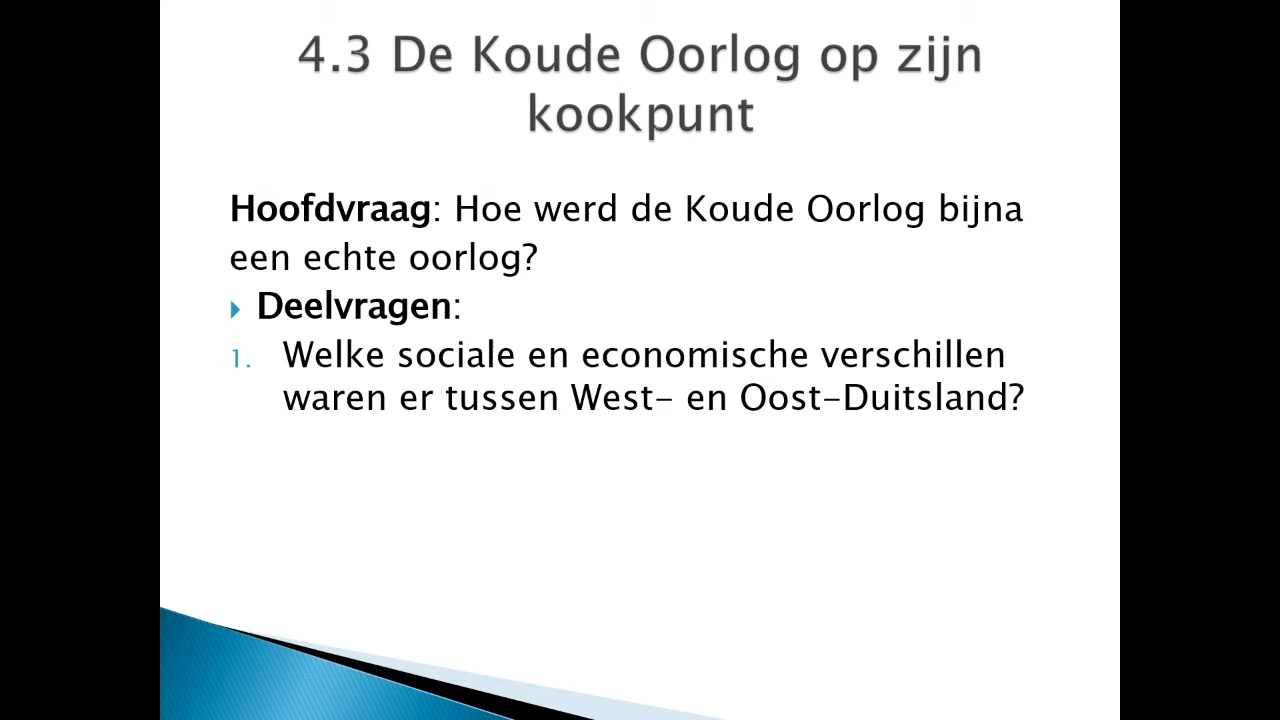 4.3 De Koude Oorlog op zijn
kookpunt
Hoofdvraag: Hoe werd de Koude Oorlog bijna
een echte oorlog?
Deelvragen:
1. Welke sociale en economische verschillen
waren er tussen West- en Oost-Duitsland?